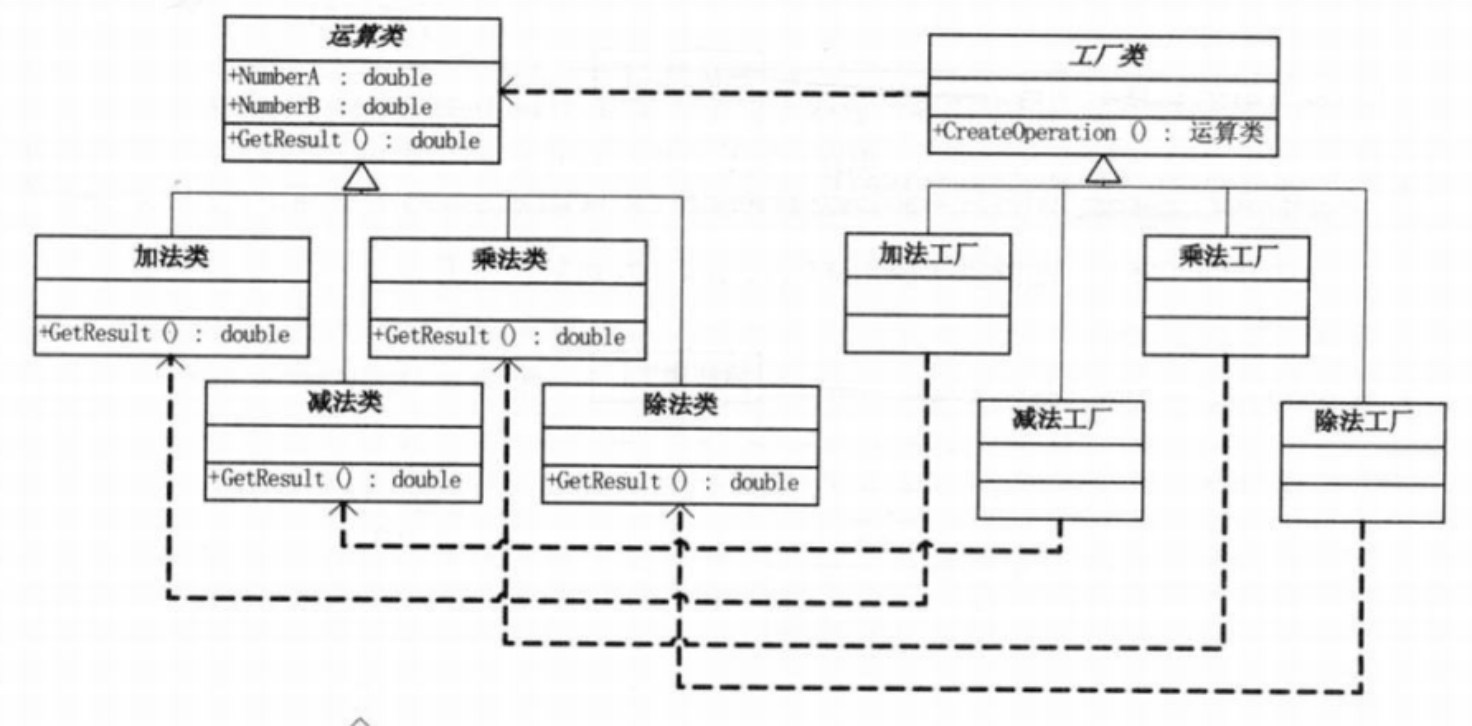 运算类
+NumberA : double
+NumberB : double
+GetResult () : double
工厂类
+CreateOperation () : 运算类
加法类
+GetResult () : double
乘法类
+GetResult () : double
减法类
+GetResult () : double
除法类
+GetResult () : double
加法工厂
乘法工厂
减法工厂
除法工厂